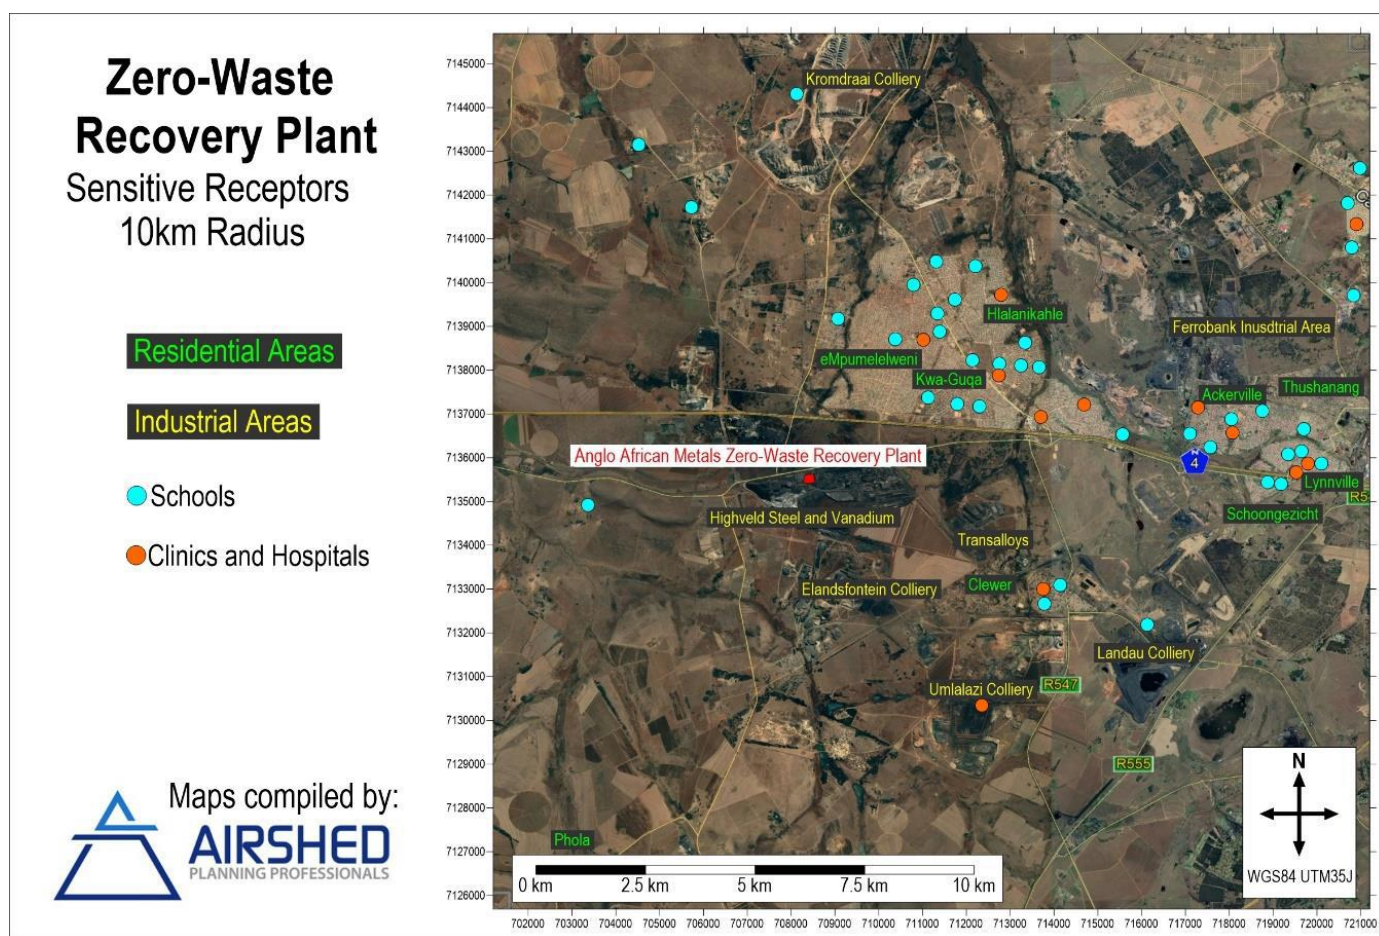 Zero-Waste
Recovery Plant
Sensitive Receptors
10km Radius
Residential Areas
Industrial Areas
Schools
Clinics and Hospitals
Maps compiled by:
AIRSHED
PLANNING PROFESSIONALS
7145000
7144000
7143000
7142000
7141000
7140000
7139000
7138000
7137000
7136000
7135000
7134000
7133000
7132000
7131000
7130000
7129000
7128000
7127000
7126000
Kromdraai Colliery
Hlalanikahle
Ferrobank Inusdtrial Area
eMpumelelweni
Kwa-Guqa
Ackerville
Thushanang
Anglo African Metals Zero-Waste Recovery Plant
N
4
Lynnville
R5
Highveld Steel and Vanadium
Schoongezicht
Transalloys
Elandsfontein Colliery
Clewer
Landau Colliery
Umlalazi Colliery
R547
R555
Phola
N
WGS84 UTM35J
0 km
2.5 km
5 km
7.5 km
10 km
702000
703000
704000
705000
706000
707000
708000
709000
710000
711000
712000
713000
714000
715000
716000
717000
718000
719000
720000